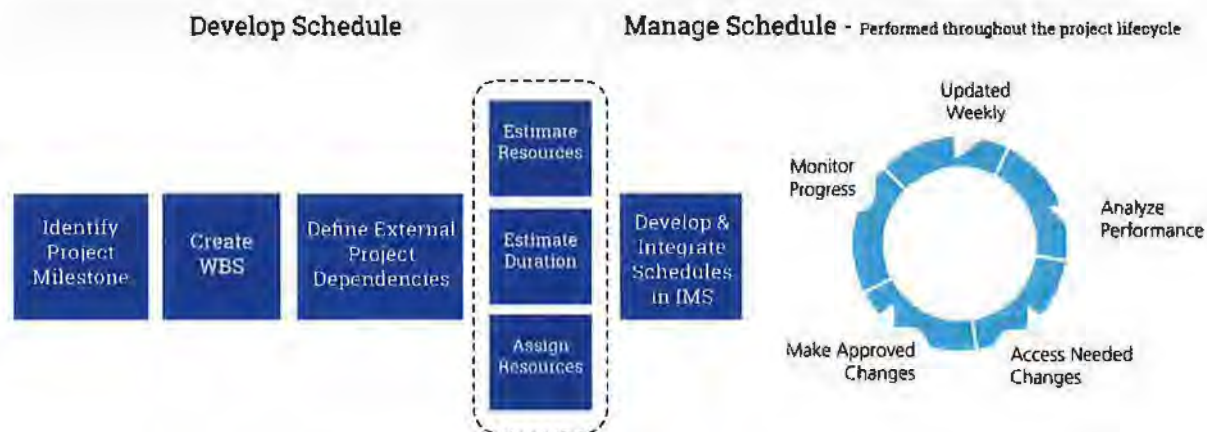 Develop Schedule
Manage Schedule - Performed throughout the project lifecycle
Identify
Project
Milestone
Create
WBS
Define External
Project
Dependencies
Estimate
Resources
Estimate
Duration
Assign
Resources
Develop &
Integrate
Schedules
in IMS
Updated
Weekly
Analyze
Performance
Access Needed
Changes
Make Approved
Changes
Monitor
Progress